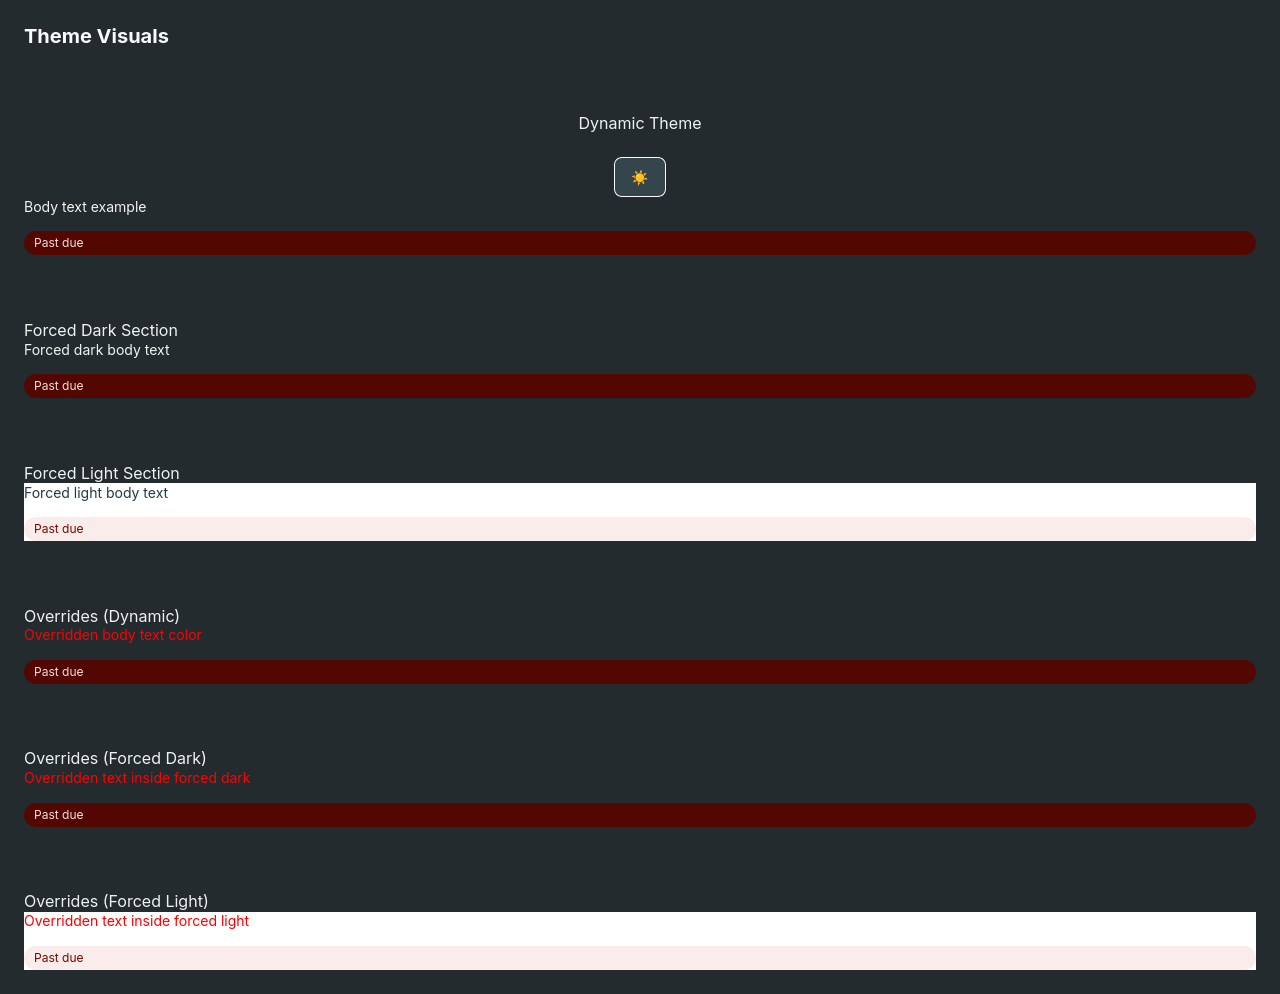 Theme Visuals
Dynamic Theme
☀️
Body text example
Past due
Forced Dark Section
Forced dark body text
Past due
Forced Light Section
Forced light body text
Past due
Overrides (Dynamic)
Overridden body text color
Past due
Overrides (Forced Dark)
Overridden text inside forced dark
Past due
Overrides (Forced Light)
Overridden text inside forced light
Past due